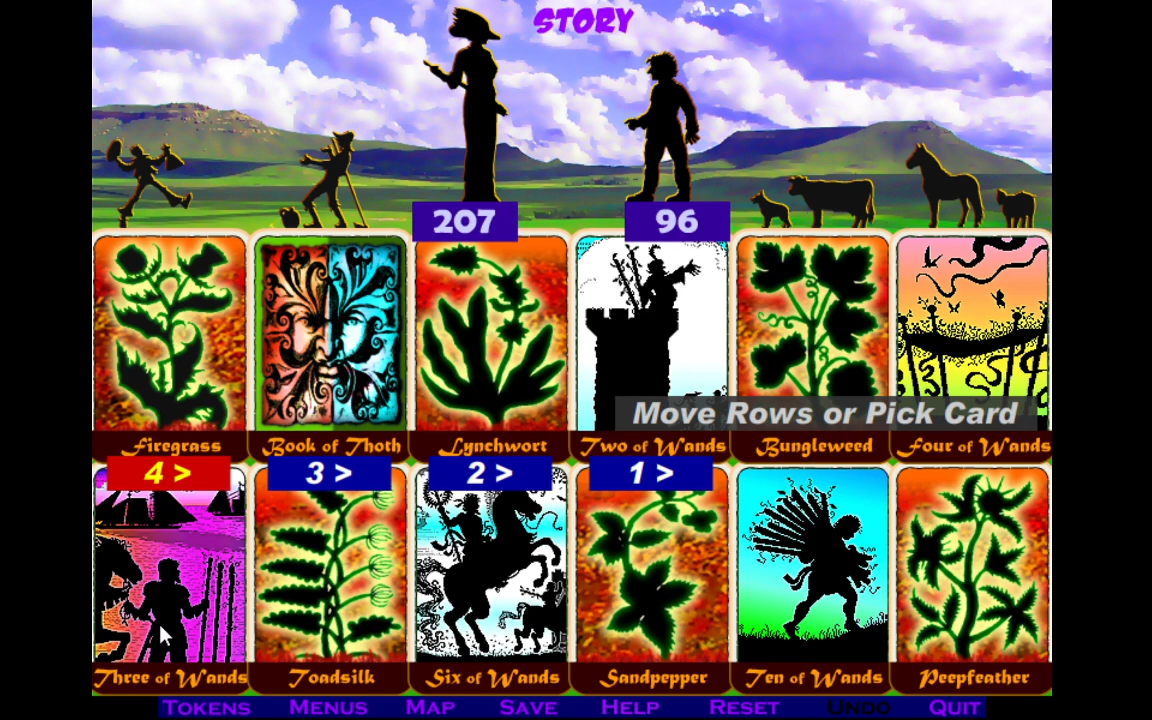 STORY
207 96
Firegrass Book of Thoth Lynchwort Two of Wands Bungleweed Four of Wands
Move Rows or Pick Card
4 > 3 > 2 > 1 >
Three of Wands Toadsilk Six of Wands Sandpepper Ten of Wands Peepfeather
TOKENS MENUS MAP SAVE HELP RESET UNDO QUIT